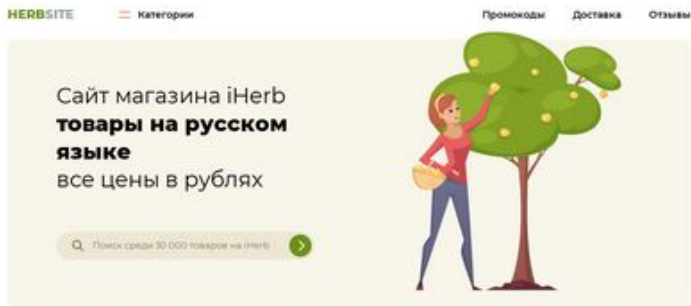 HERBSITE
Категории
Промокоды
Доставка
Отзывы
Сайт магазина iHerb
товары на русском
языке
все цены в рублях
Поиск среди 30 000 товаров на iHerb